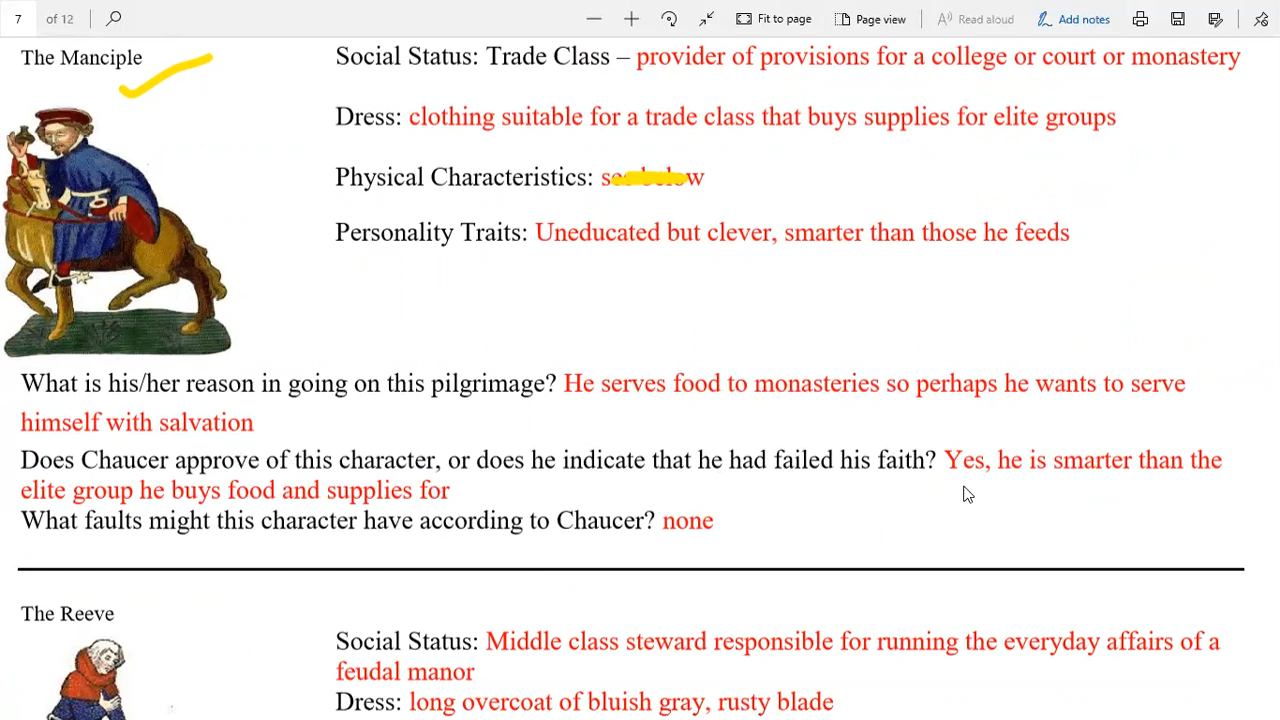 7 of 12 Fit to page Page view Read aloud Add notes
The Manciple
Social Status: Trade Class – provider of provisions for a college or court or monastery
Dress: clothing suitable for a trade class that buys supplies for elite groups
Physical Characteristics: see below
Personality Traits: Uneducated but clever, smarter than those he feeds
What is his/her reason in going on this pilgrimage? He serves food to monasteries so perhaps he wants to serve
himself with salvation
Does Chaucer approve of this character, or does he indicate that he had failed his faith? Yes, he is smarter than the
elite group he buys food and supplies for
What faults might this character have according to Chaucer? none
The Reeve
Social Status: Middle class steward responsible for running the everyday affairs of a
feudal manor
Dress: long overcoat of bluish gray, rusty blade